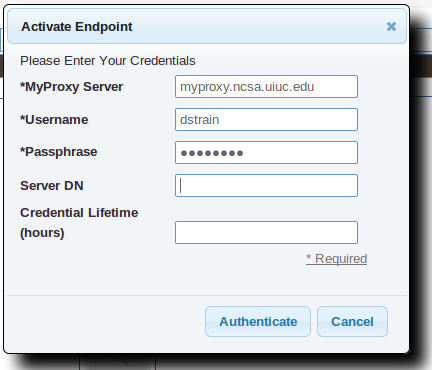 Activate Endpoint
Please Enter Your Credentials
*MyProxy Server myproxy.ncsa.uiuc.edu
*Username dstrain
*Passphrase ●●●●●●●●
Server DN
Credential Lifetime
(hours)
* Required
Authenticate Cancel